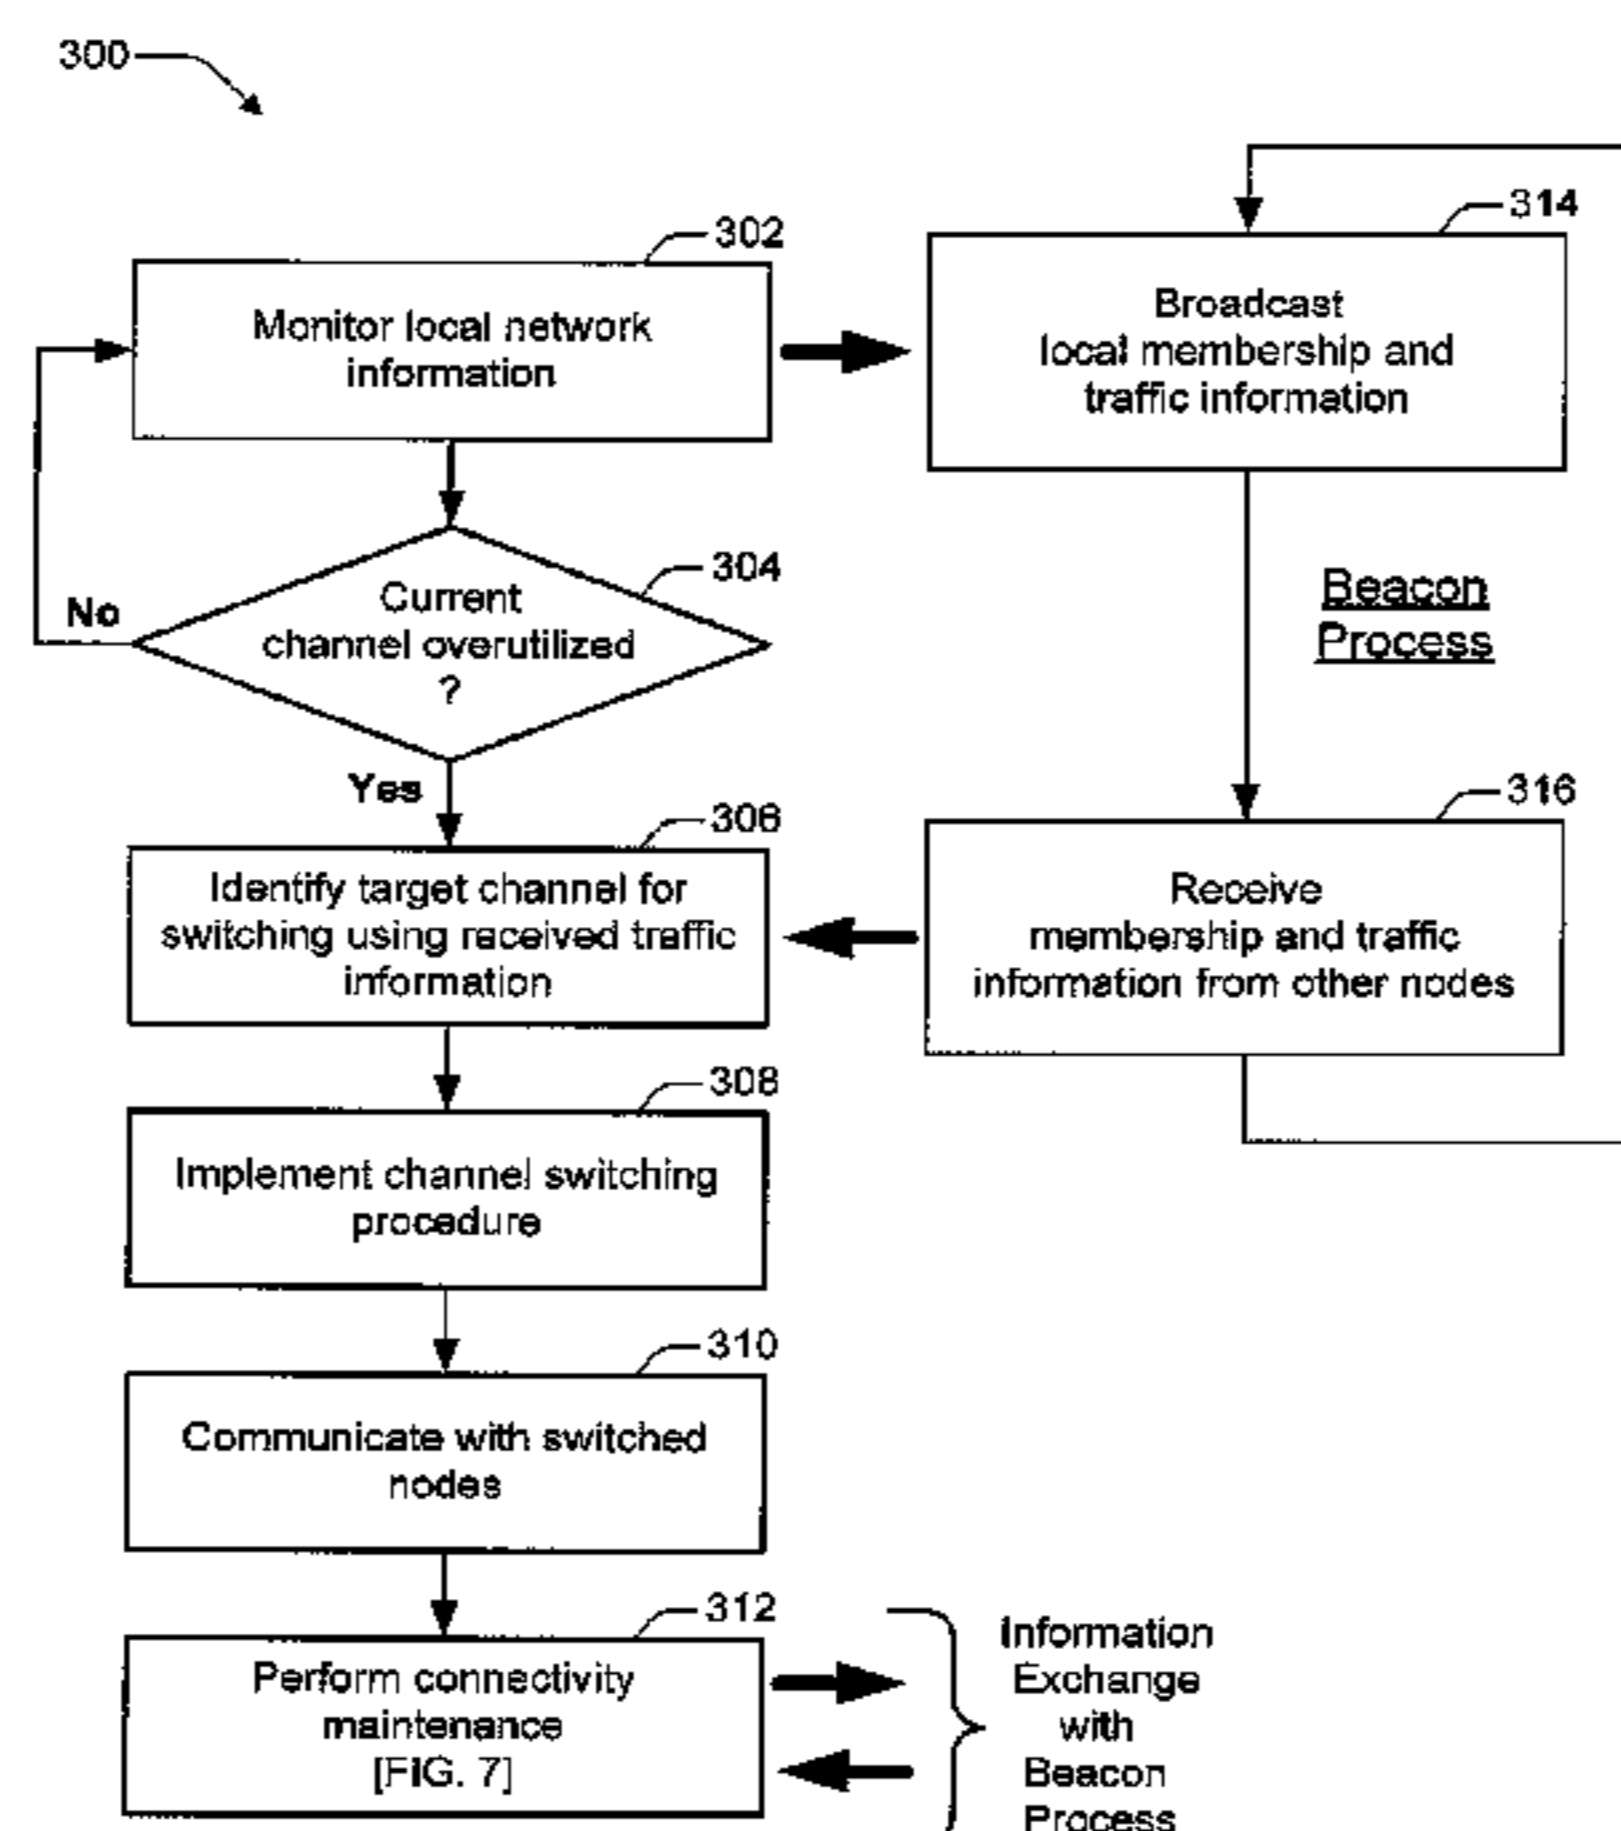 300
302
Monitor local network
information
314
Broadcast
local membership and
traffic information
304
Current
channel overutilized
?
No
Yes
Beacon
Process
306
Identify target channel for
switching using received traffic
information
316
Receive
membership and traffic
information from other nodes
308
Implement channel switching
procedure
310
Communicate with switched
nodes
312
Perform connectivity
maintenance
[FIG. 7]
Information
Exchange
with
Beacon
Process